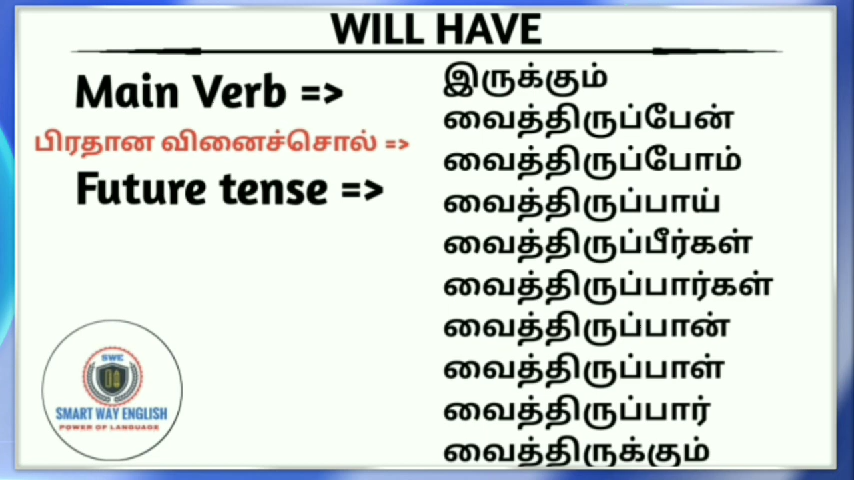 WILL HAVE
Main Verb =>
பிரதான வினைச்சொல் =>
Future tense =>
இருக்கும்
வைத்திருப்பேன்
வைத்திருப்போம்
வைத்திருப்பாய்
வைத்திருப்பீர்கள்
வைத்திருப்பார்கள்
வைத்திருப்பான்
வைத்திருப்பாள்
வைத்திருப்பார்
வைத்திருக்கும்
SWE
SMART WAY ENGLISH
POWER OF LANGUAGE